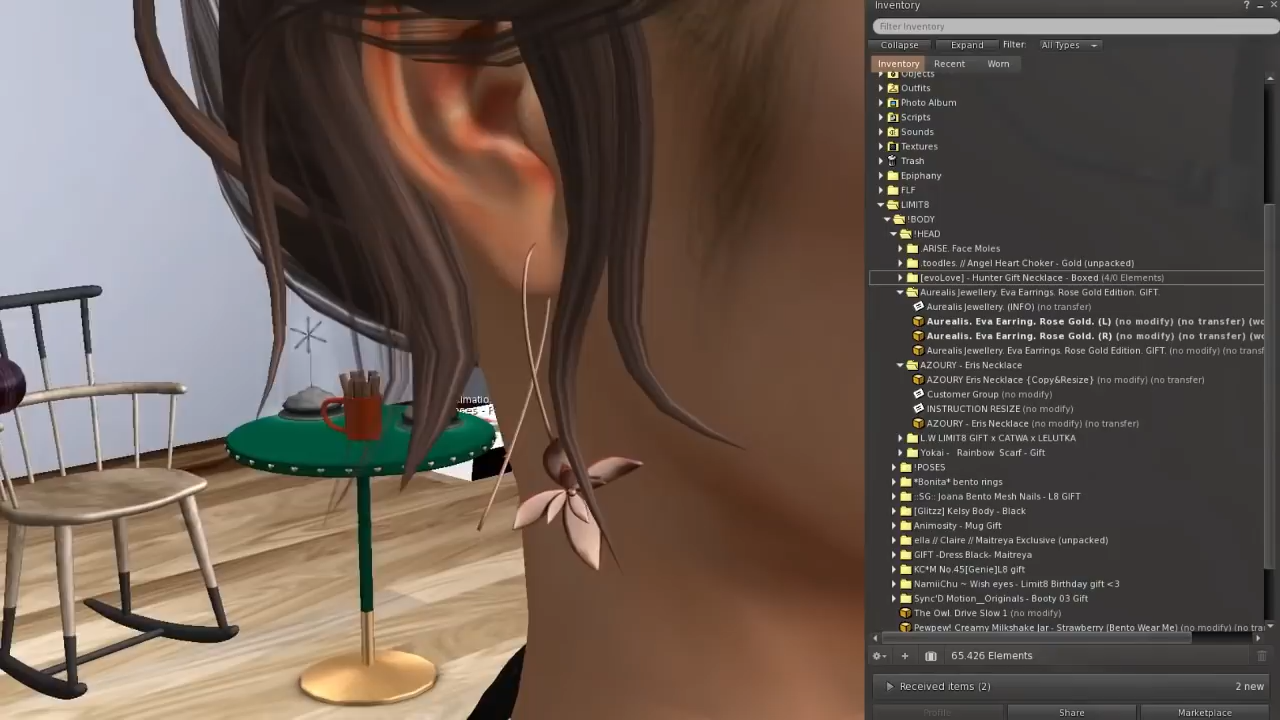 Inventory
? _ ×
Filter Inventory
Collapse Expand Filter: All Types
Inventory Recent Worn
Objects
Outfits
Photo Album
Scripts
Sounds
Textures
Trash
Epiphany
FLF
LIMIT8
!BODY
!HEAD
.ARISE. Face Moles
.toodles. // Angel Heart Choker - Gold (unpacked)
[evoLove] - Hunter Gift Necklace - Boxed (4/0 Elements)
Aurealis Jewellery. Eva Earrings. Rose Gold Edition. GIFT.
Aurealis Jewellery. (INFO) (no transfer)
Aurealis. Eva Earring. Rose Gold. (L) (no modify) (no transfer) (wo
Aurealis. Eva Earring. Rose Gold. (R) (no modify) (no transfer) (wo
Aurealis Jewellery. Eva Earrings. Rose Gold Edition. GIFT. (no modify) (no transf
AZOURY - Eris Necklace
AZOURY Eris Necklace {Copy&Resize} (no modify) (no transfer)
Customer Group (no modify)
INSTRUCTION RESIZE (no modify)
AZOURY - Eris Necklace (no modify) (no transfer)
L.W LIMIT8 GIFT x CATWA x LELUTKA
Yokai - Rainbow Scarf - Gift
!POSES
*Bonita* bento rings
::SG:: Joana Bento Mesh Nails - L8 GIFT
[Glitzz] Kelsy Body - Black
Animosity - Mug Gift
ella // Claire // Maitreya Exclusive (unpacked)
GIFT -Dress Black- Maitreya
KC*M No.45[Genie]L8 gift
NamiiChu ~ Wish eyes - Limit8 Birthday gift <3
Sync'D Motion__Originals - Booty 03 Gift
The Owl. Drive Slow 1 (no modify)
Pewpew! Creamy Milkshake Jar - Strawberry (Bento Wear Me) (no modify) (no tra
+ 65.426 Elements
Received items (2) 2 new
Profile Share Marketplace